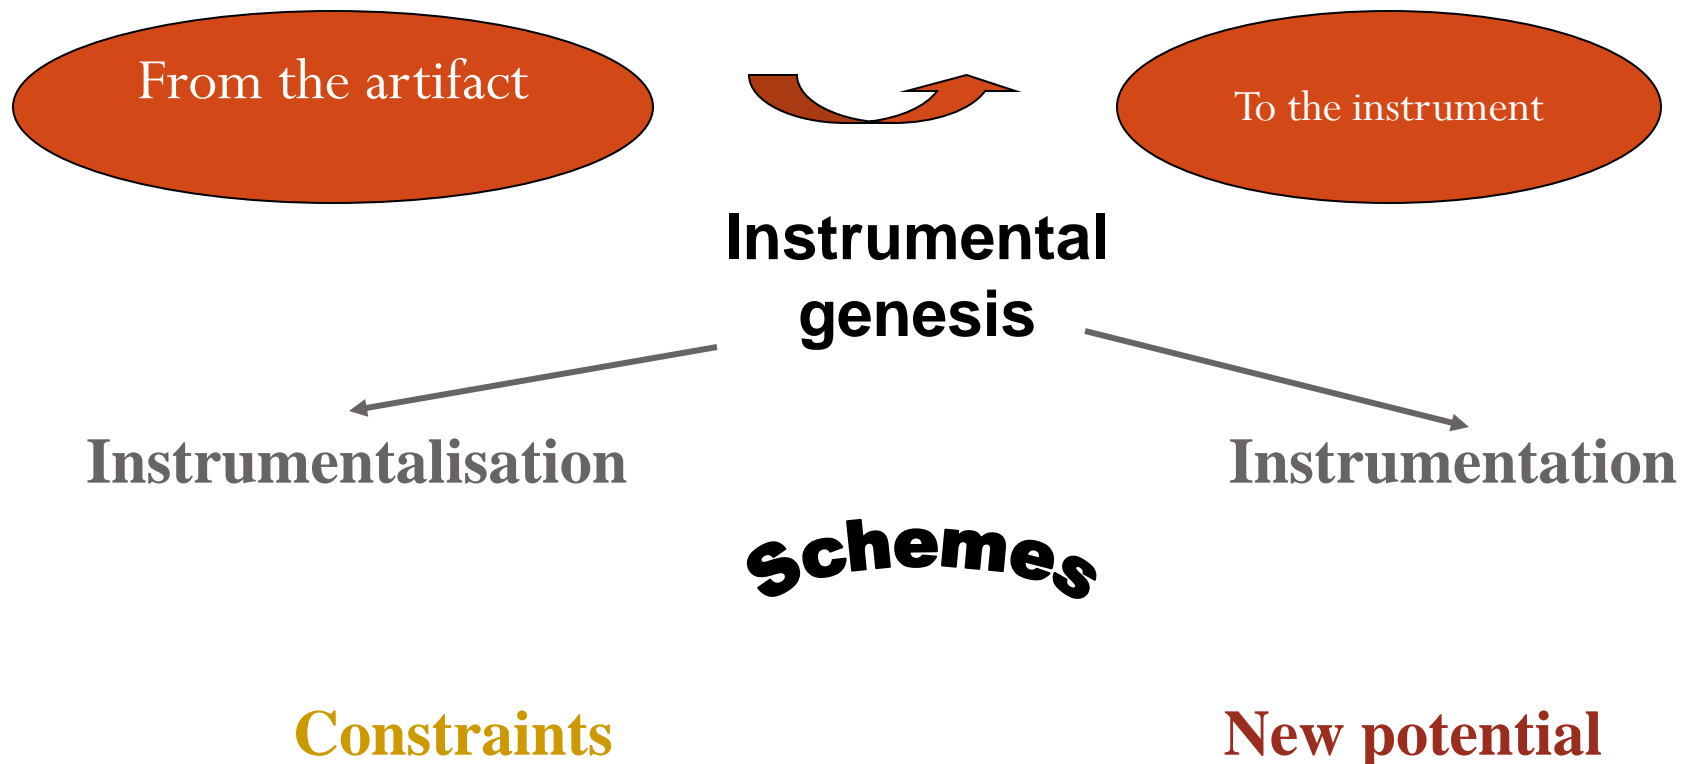 From the artifact
To the instrument
Instrumental
genesis
Instrumentalisation
Instrumentation
Schemes
Constraints
New potential